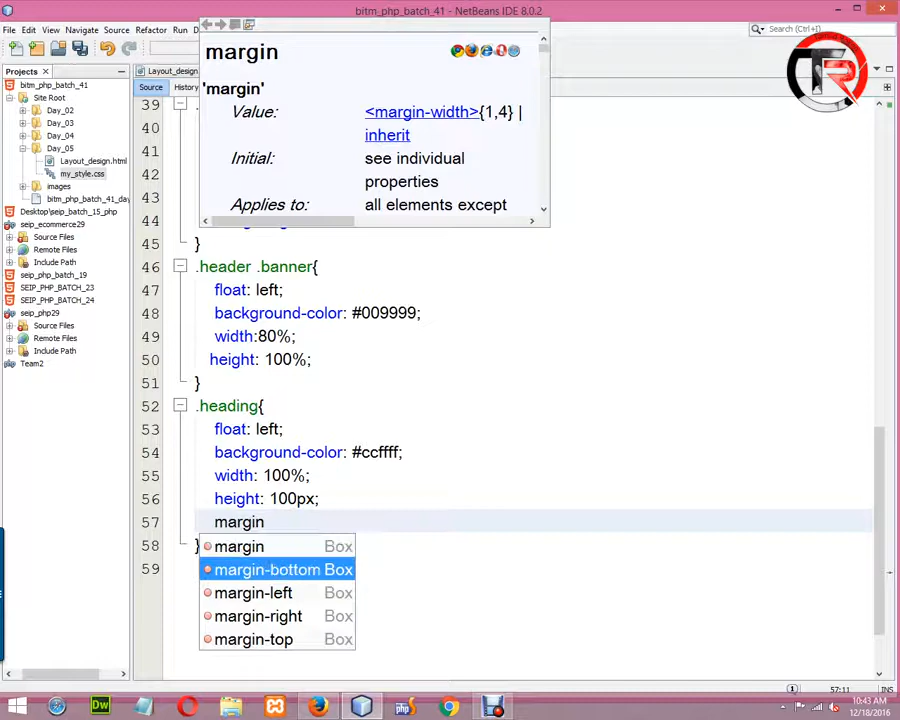 bitm_php_batch_41 - NetBeans IDE 8.0.2
File Edit View Navigate Source Refactor Run
Search (Ctrl+I)
Projects
Layout_design
Source History
bitm_php_batch_41
Site Root
Day_02
Day_03
Day_04
Day_05
Layout_design.html
my_style.css
images
bitm_php_batch_41_day
Desktop\seip_batch_15_php
seip_ecommerce29
Source Files
Remote Files
Include Path
seip_php_batch_19
SEIP_PHP_BATCH_23
SEIP_PHP_BATCH_24
seip_php29
Source Files
Remote Files
Include Path
Team2
margin
'margin'
Value: <margin-width>{1,4} |
inherit
Initial: see individual
properties
Applies to: all elements except
39
40
41
42
43
44
45 }
46 .header .banner{
47 float: left;
48 background-color: #009999;
49 width:80%;
50 height: 100%;
51 }
52 .heading{
53 float: left;
54 background-color: #ccffff;
55 width: 100%;
56 height: 100px;
57 margin
58 }
59
margin Box
margin-bottom Box
margin-left Box
margin-right Box
margin-top Box
TR
1 57:11 INS
Dw
php
10:43 AM
12/18/2016